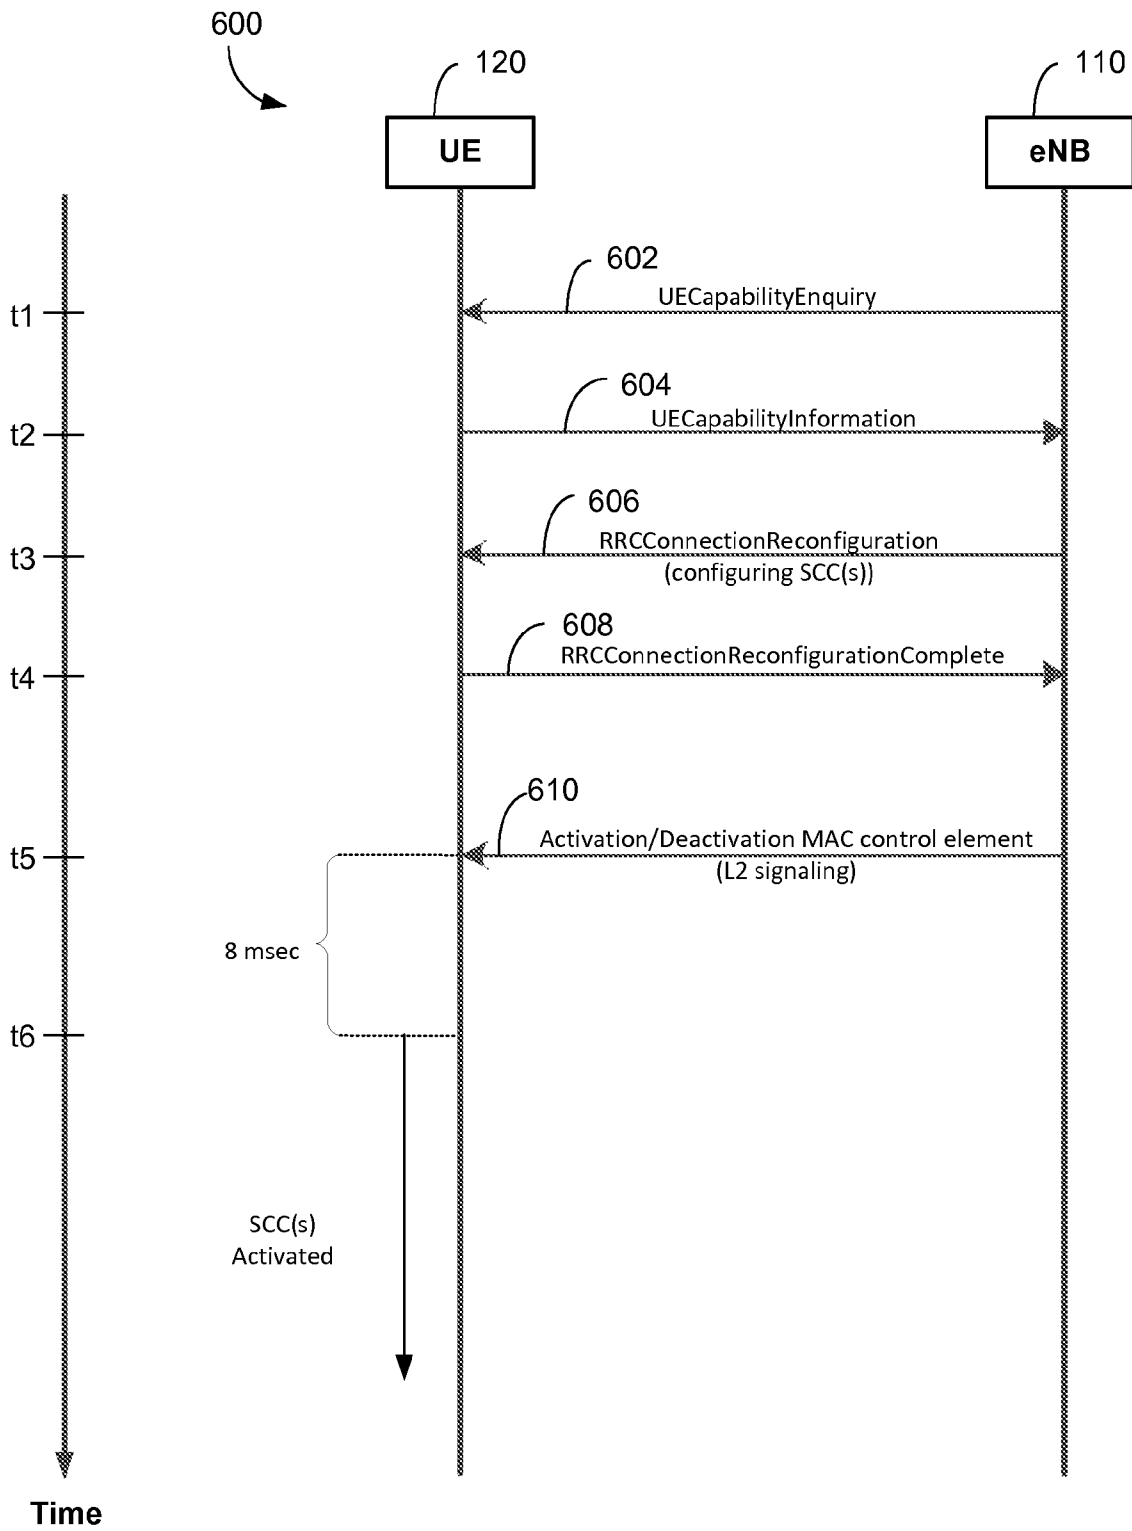 600
120
110
UE
eNB
602
UECapabilityEnquiry
t1
604
UECapabilityInformation
t2
606
RRCConnectionReconfiguration
(configuring SCC(s))
t3
608
RRCConnectionReconfigurationComplete
t4
610
Activation/Deactivation MAC control element
(L2 signaling)
t5
8 msec
t6
SCC(s)
Activated
Time